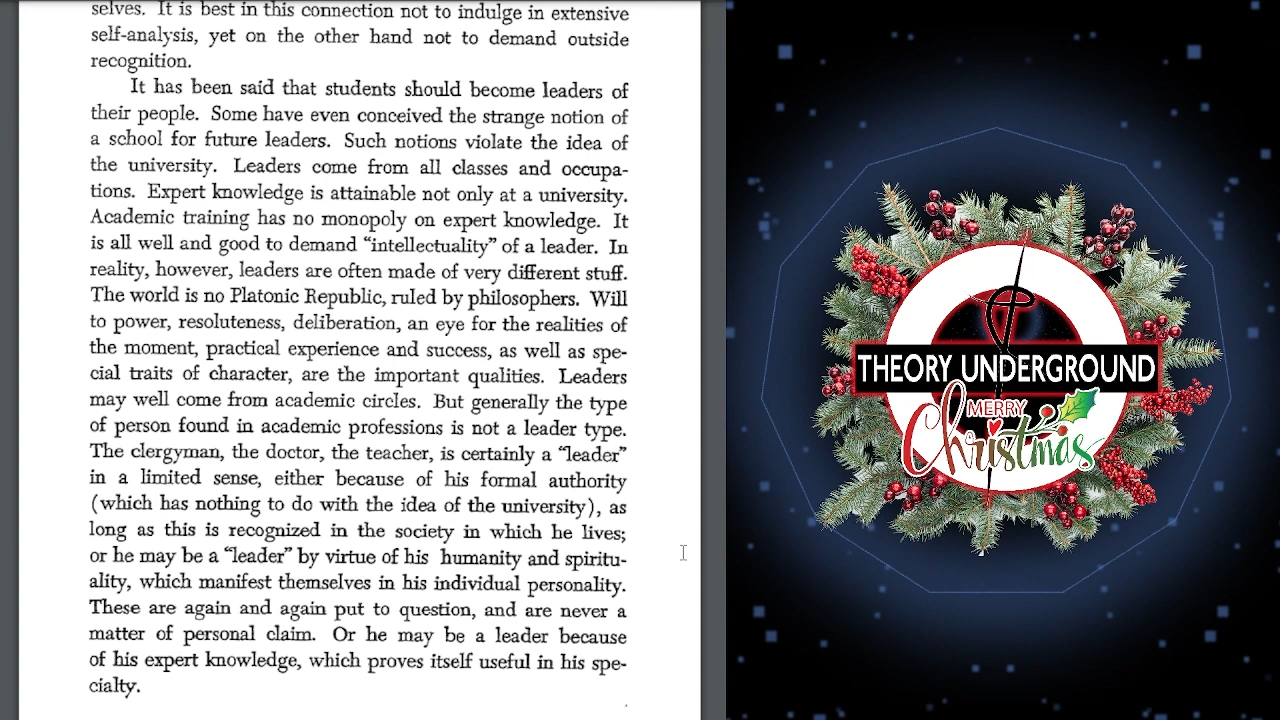 selves. It is best in this connection not to indulge in extensive
self-analysis, yet on the other hand not to demand outside
recognition.
It has been said that students should become leaders of
their people. Some have even conceived the strange notion of
a school for future leaders. Such notions violate the idea of
the university. Leaders come from all classes and occupa-
tions. Expert knowledge is attainable not only at a university.
Academic training has no monopoly on expert knowledge. It
is all well and good to demand “intellectuality” of a leader. In
reality, however, leaders are often made of very different stuff.
The world is no Platonic Republic, ruled by philosophers. Will
to power, resoluteness, deliberation, an eye for the realities of
the moment, practical experience and success, as well as spe-
cial traits of character, are the important qualities. Leaders
may well come from academic circles. But generally the type
of person found in academic professions is not a leader type.
The clergyman, the doctor, the teacher, is certainly a “leader”
in a limited sense, either because of his formal authority
(which has nothing to do with the idea of the university), as
long as this is recognized in the society in which he lives;
or he may be a “leader” by virtue of his humanity and spiritu-
ality, which manifest themselves in his individual personality.
These are again and again put to question, and are never a
matter of personal claim. Or he may be a leader because
of his expert knowledge, which proves itself useful in his spe-
cialty.
THEORY UNDERGROUND
MERRY
Christmas